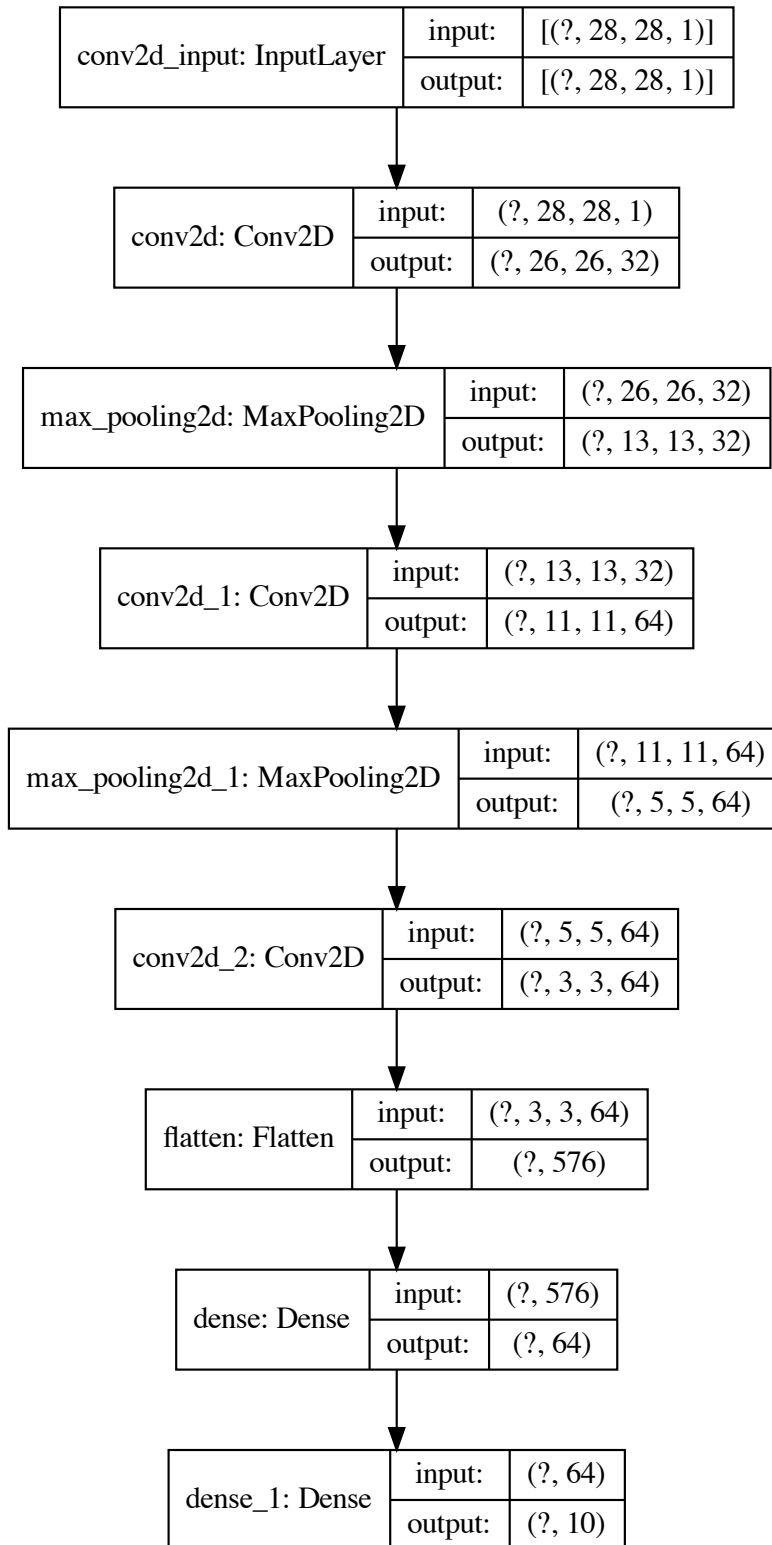 conv2d_input: InputLayer
input: [(?, 28, 28, 1)]
output: [(?, 28, 28, 1)]
conv2d: Conv2D
input: (?, 28, 28, 1)
output: (?, 26, 26, 32)
max_pooling2d: MaxPooling2D
input: (?, 26, 26, 32)
output: (?, 13, 13, 32)
conv2d_1: Conv2D
input: (?, 13, 13, 32)
output: (?, 11, 11, 64)
max_pooling2d_1: MaxPooling2D
input: (?, 11, 11, 64)
output: (?, 5, 5, 64)
conv2d_2: Conv2D
input: (?, 5, 5, 64)
output: (?, 3, 3, 64)
flatten: Flatten
input: (?, 3, 3, 64)
output: (?, 576)
dense: Dense
input: (?, 576)
output: (?, 64)
dense_1: Dense
input: (?, 64)
output: (?, 10)